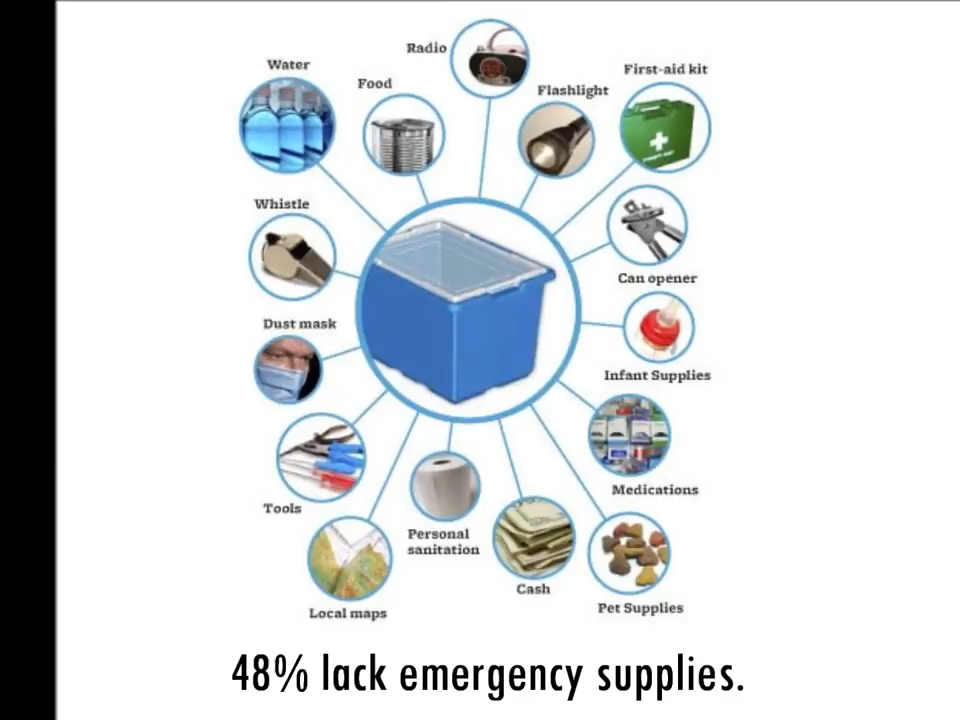 Radio
Water
First-aid kit
Food
Flashlight
Whistle
Can opener
Dust mask
Infant Supplies
Medications
Tools
Personal
sanitation
Cash
Pet Supplies
Local maps
48% lack emergency supplies.